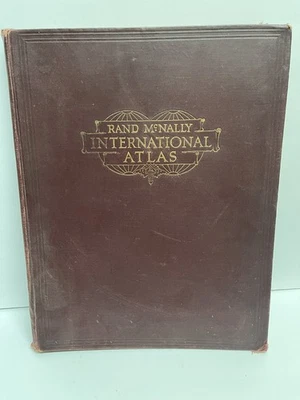 RAND McNALLY
INTERNATIONAL
ATLAS